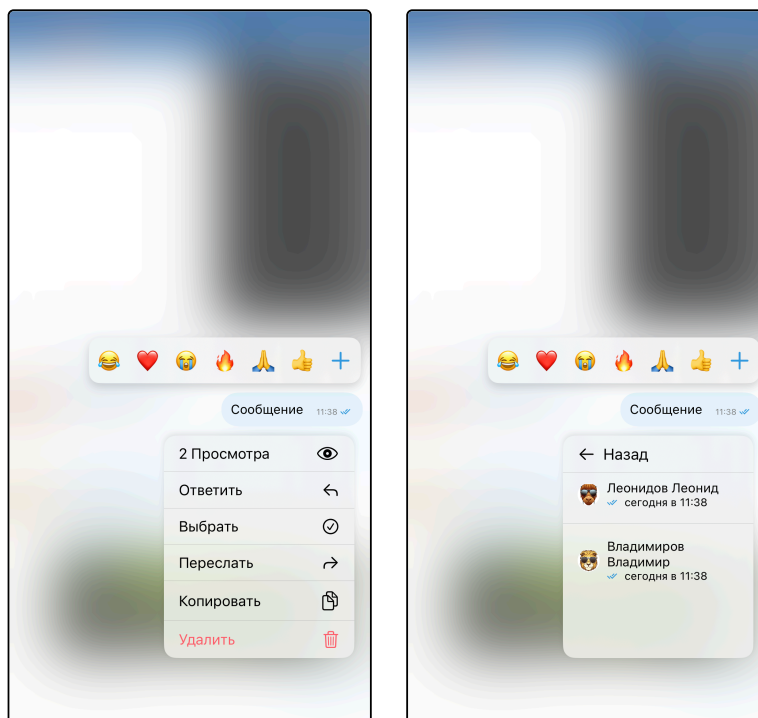 Сообщение 11:38
2 Просмотра
Ответить
Выбрать
Переслать
Копировать
Удалить
Сообщение 11:38
Назад
Леонидов Леонид
сегодня в 11:38
Владимиров
Владимир
сегодня в 11:38